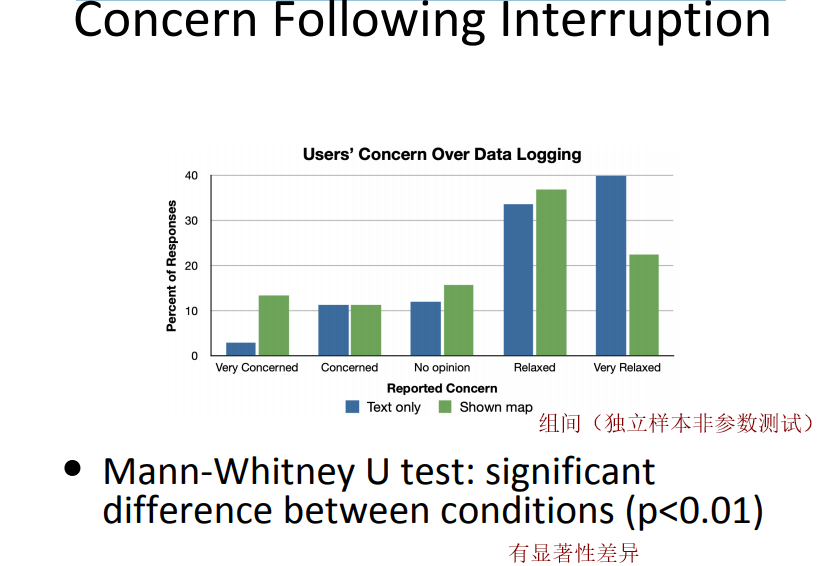 Concern Following Interruption
Users’ Concern Over Data Logging
Percent of Responses
40
30
20
10
0
Very Concerned
Concerned
No opinion
Relaxed
Very Relaxed
Reported Concern
Text only
Shown map
组间（独立样本非参数测试）
• Mann-Whitney U test: significant
difference between conditions (p<0.01)
有显著性差异